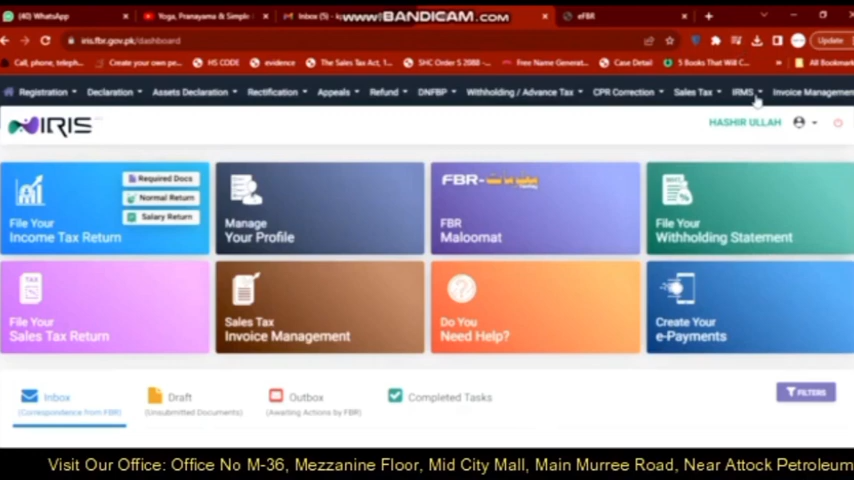 (40) WhatsApp
Yoga, Pranayama & Simple
Inbox (5) -
www.BANDICAM.com
eFBR
iris.fbr.gov.pk/dashboard
Update
Call, phone, teleph...
Create your own pe...
HS CODE
evidence
The Sales Tax Act, 1...
SHC Order S 2088 -...
Free Name Generat...
Case Detail
5 Books That Will C...
All Bookmar
Registration
Declaration
Assets Declaration
Rectification
Appeals
Refund
DNFBP
Withholding / Advance Tax
CPR Correction
Sales Tax
IRMS
Invoice Managemen
IRIS
HASHIR ULLAH
File Your
Income Tax Return
Required Docs
Normal Return
Salary Return
Manage
Your Profile
FBR-
FBR
Maloomat
File Your
Withholding Statement
TAX
File Your
Sales Tax Return
Sales Tax
Invoice Management
Do You
Need Help?
Create Your
e-Payments
Inbox
(Correspondence from FBR)
Draft
(Unsubmitted Documents)
Outbox
(Awaiting Actions by FBR)
Completed Tasks
FILTERS
Visit Our Office: Office No M-36, Mezzanine Floor, Mid City Mall, Main Murree Road, Near Attock Petroleum